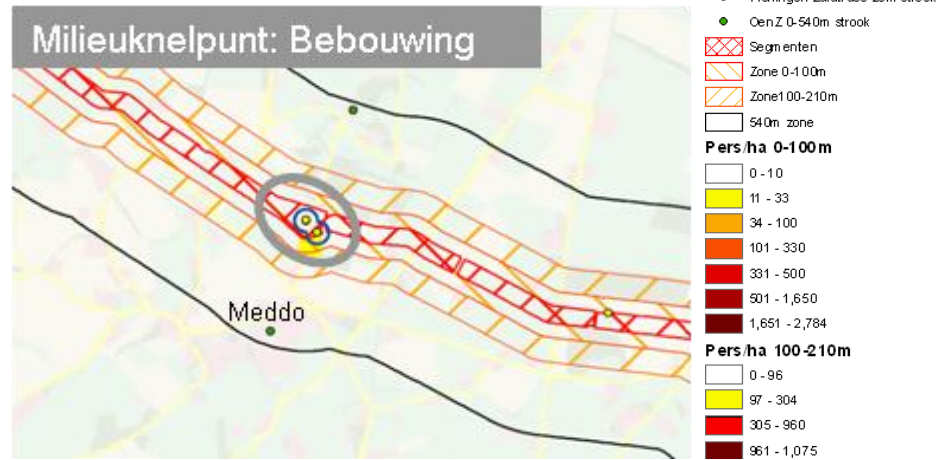 Milieuknelpunt: Bebouwing
Meddo
OenZ 0-540m strook
Segmenten
Zone 0-100m
Zone100-210m
540m zone
Pers/ha 0-100m
0 - 10
11 - 33
34 - 100
101 - 330
331 - 500
501 - 1,650
1,651 - 2,784
Pers/ha 100-210m
0 - 96
97 - 304
305 - 960
961 - 1,075